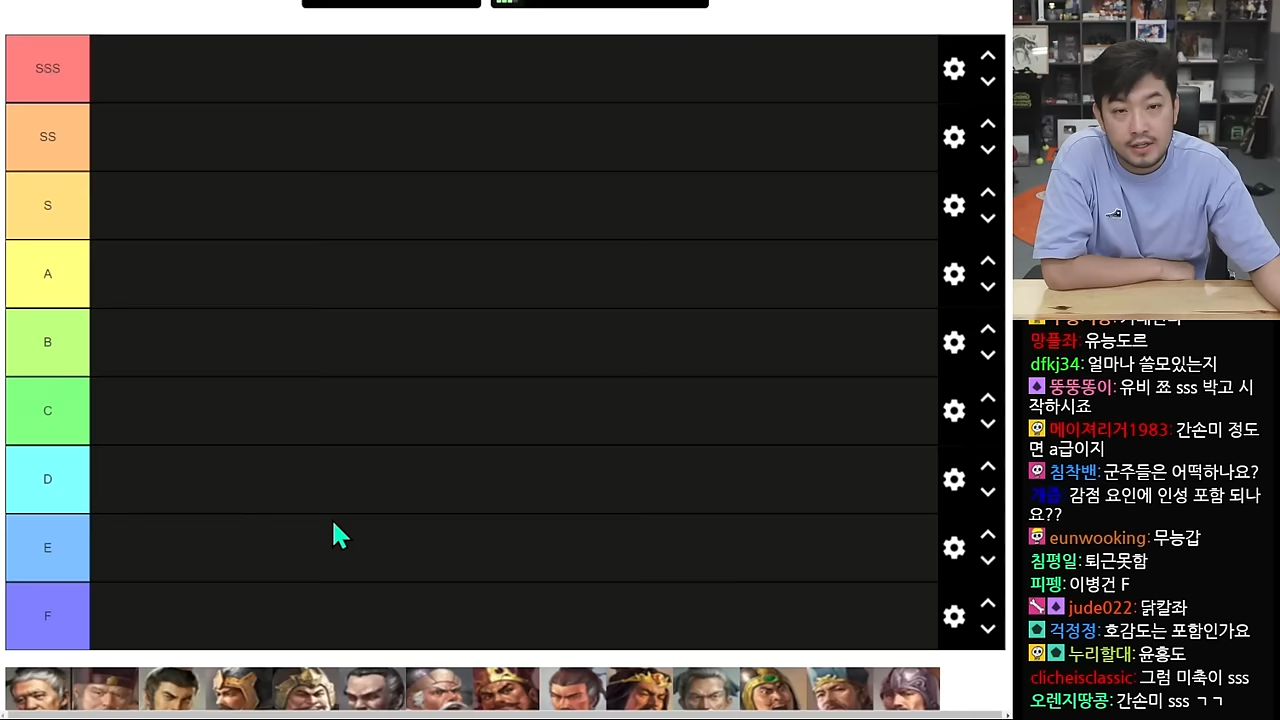 SSS
SS
S
A
B
C
D
E
F
망플좌: 유능도르
dfkj34: 얼마나 쓸모있는지
뚱뚱똥이: 유비 쪼 sss 박고 시
작하시죠
메이져리거1983: 간손미 정도
면 a급이지
침착밴: 군주들은 어떡하나요?
감점 요인에 인성 포함 되나
요??
eunwooking: 무능갑
침평일: 퇴근못함
피펭: 이병건 F
jude022: 닭칼좌
걱정정: 호감도는 포함인가요
누리할대: 윤홍도
clicheisclassic: 그럼 미축이 sss
오렌지땅콩: 간손미 sss ㄱㄱ